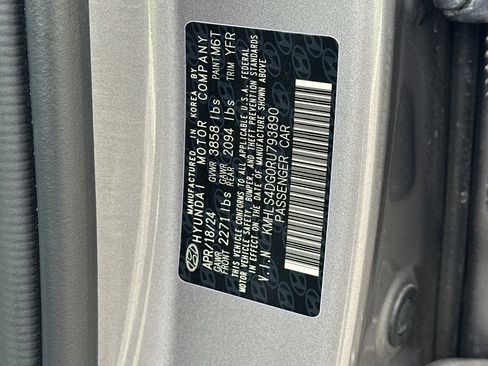 MANUFACTURED IN KOREA BY
HYUNDAI MOTOR COMPANY
APR/18/24 GVWR 3858 lbs PAINT M6T
GAWR FRONT 2271 lbs GAWR REAR 2094 lbs TRIM YFR
THIS VEHICLE CONFORMS TO ALL APPLICABLE U.S.A. FEDERAL
MOTOR VEHICLE SAFETY, BUMPER, AND THEFT PREVENTION STANDARDS
IN EFFECT ON THE DATE OF MANUFACTURE SHOWN ABOVE
V.I.N KMHLS4DG0RU793890
PASSENGER CAR